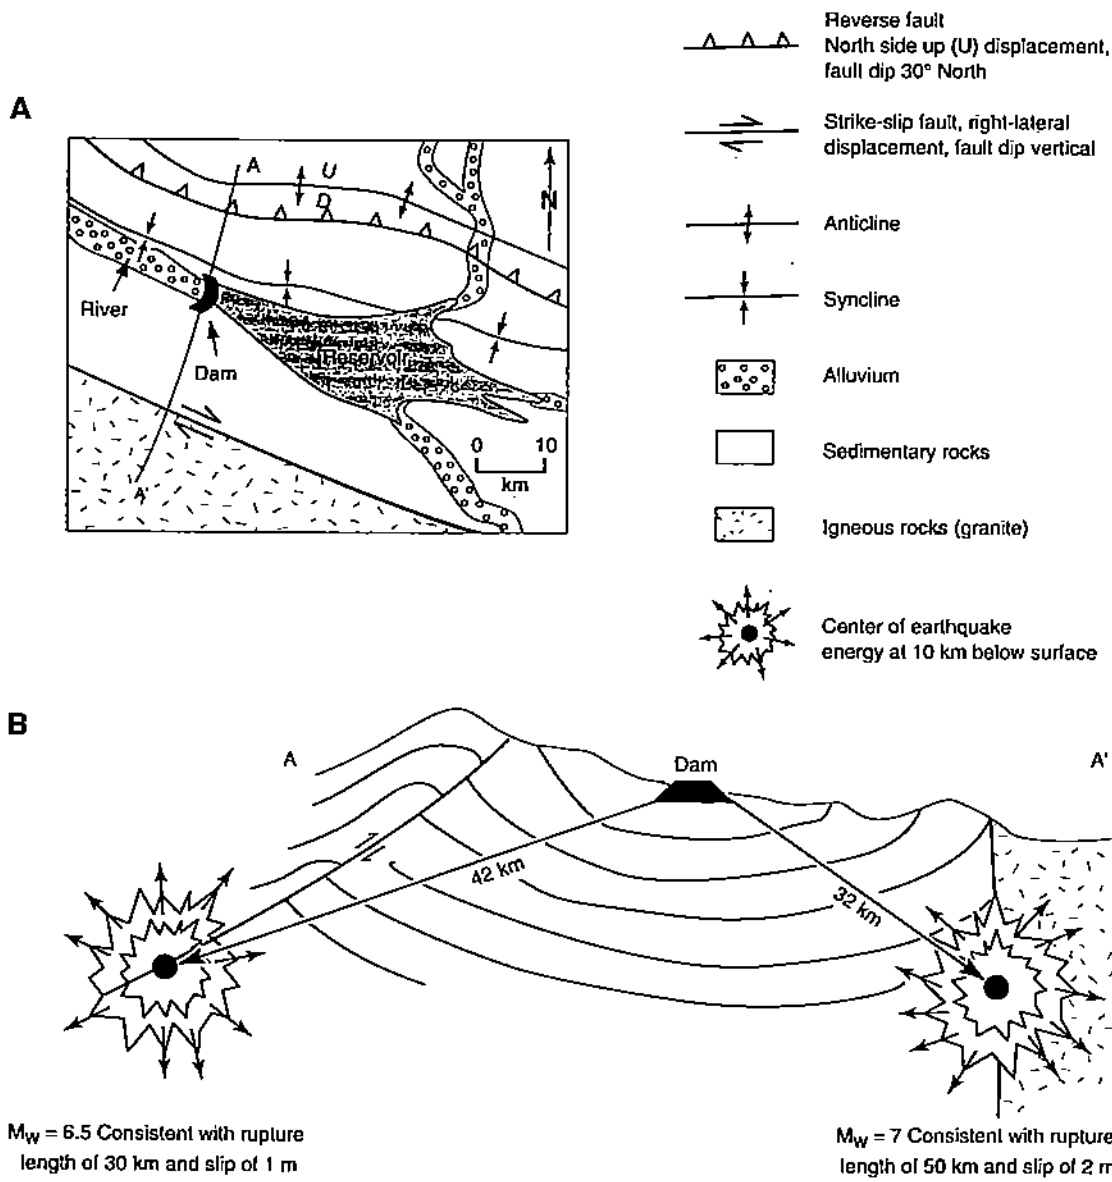 Reverse fault
North side up (U) displacement,
fault dip 30° North
A
Strike-slip fault, right-lateral
displacement, fault dip vertical
A
U
D
N
Anticline
Syncline
River
Dam
Reservoir
Alluvium
0 10
km
Sedimentary rocks
A'
Igneous rocks (granite)
Center of earthquake
energy at 10 km below surface
B
A
Dam
A'
42 km
32 km
MW = 6.5 Consistent with rupture
length of 30 km and slip of 1 m
MW = 7 Consistent with rupture
length of 50 km and slip of 2 m